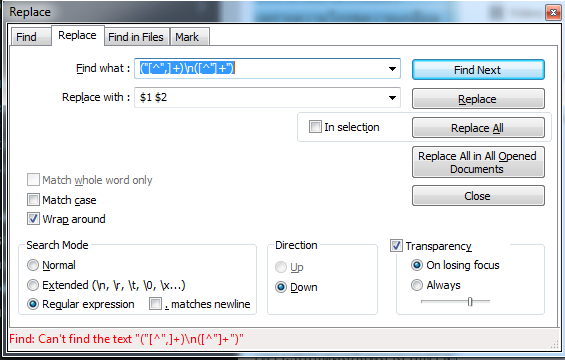 Replace
Find
Replace
Find in Files
Mark
Find what :
("[^",]+)\n([^"]+")
Find Next
Replace with :
$1 $2
Replace
In selection
Replace All
Replace All in All Opened
Documents
Close
Match whole word only
Match case
Wrap around
Search Mode
Normal
Extended (\n, \r, \t, \0, \x...)
Regular expression
. matches newline
Direction
Up
Down
Transparency
On losing focus
Always
Find: Can't find the text "("[^",]+)\n([^"]+")"